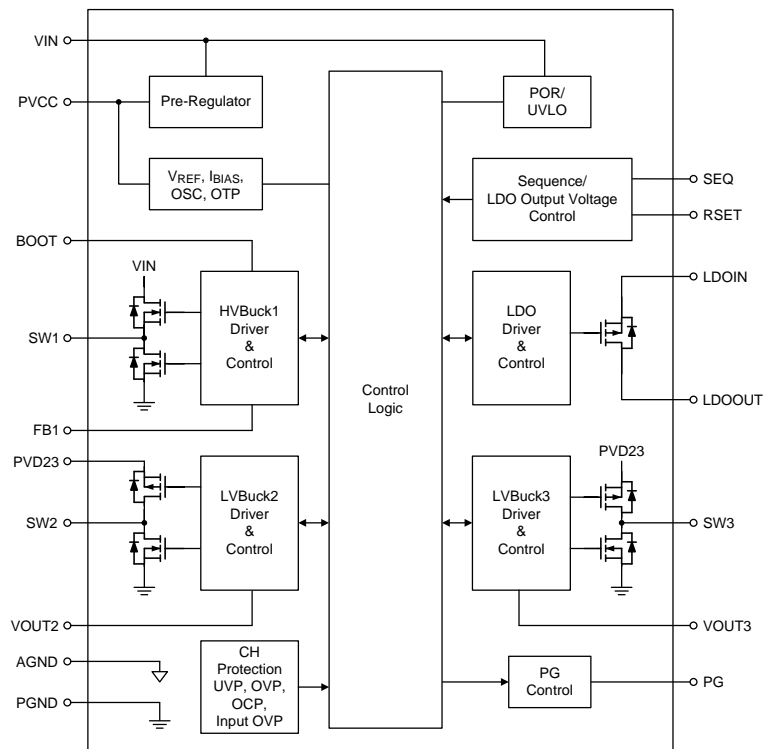 VIN
PVCC
Pre-Regulator
POR/
UVLO
VREF, IBIAS,
OSC, OTP
Sequence/
LDO Output Voltage
Control
SEQ
RSET
BOOT
VIN
SW1
FB1
HVBuck1
Driver
&
Control
Control
Logic
LDO
Driver
&
Control
LDOIN
LDOOUT
PVD23
SW2
VOUT2
LVBuck2
Driver
&
Control
LVBuck3
Driver
&
Control
PVD23
SW3
VOUT3
AGND
PGND
CH
Protection
UVP, OVP,
OCP,
Input OVP
PG
Control
PG